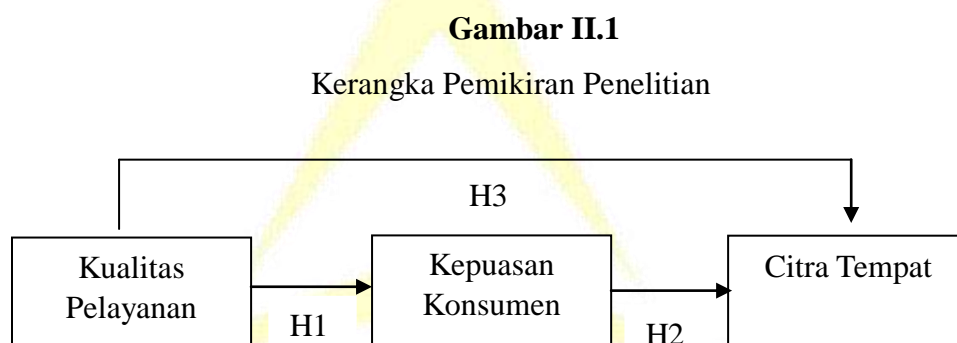 Gambar II.1
Kerangka Pemikiran Penelitian
H3
Kualitas
Pelayanan
H1
Kepuasan
Konsumen
H2
Citra Tempat